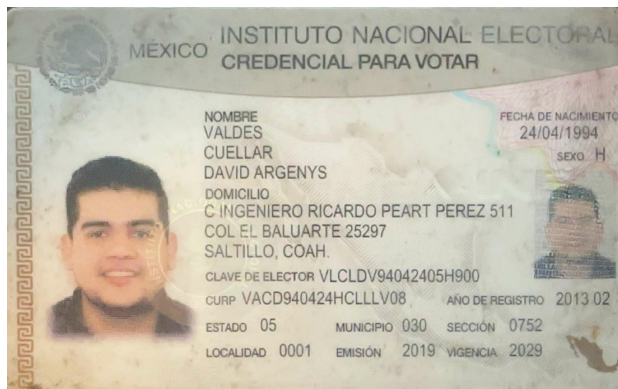 MÉXICO INSTITUTO NACIONAL ELECTORAL
CREDENCIAL PARA VOTAR
NOMBRE
VALDES
CUELLAR
DAVID ARGENYS
FECHA DE NACIMIENTO
24/04/1994
SEXO H
DOMICILIO
C INGENIERO RICARDO PEART PEREZ 511
COL EL BALUARTE 25297
SALTILLO, COAH.
CLAVE DE ELECTOR VLCLDV94042405H900
CURP VACD940424HCLLLV08 AÑO DE REGISTRO 2013 02
ESTADO 05 MUNICIPIO 030 SECCIÓN 0752
LOCALIDAD 0001 EMISIÓN 2019 VIGENCIA 2029